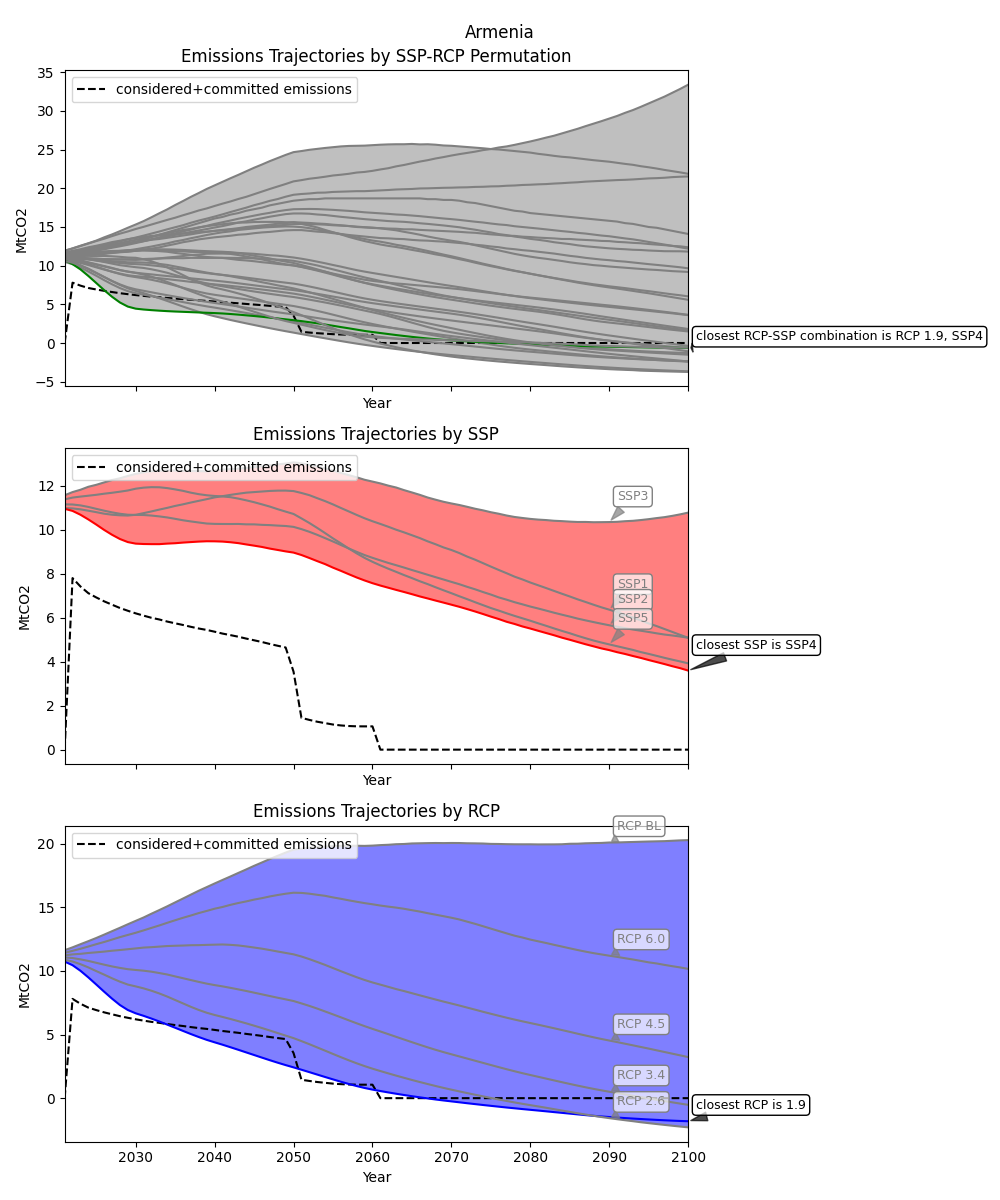 Armenia
Emissions Trajectories by SSP-RCP Permutation
considered+committed emissions
35
30
25
20
15
10
5
0
−5
MtCO2
closest RCP-SSP combination is RCP 1.9, SSP4
Year
Emissions Trajectories by SSP
considered+committed emissions
12
10
8
6
4
2
0
MtCO2
SSP3
SSP1
SSP2
SSP5
closest SSP is SSP4
Year
Emissions Trajectories by RCP
considered+committed emissions
20
15
10
5
0
MtCO2
RCP BL
RCP 6.0
RCP 4.5
RCP 3.4
RCP 2.6
closest RCP is 1.9
2030 2040 2050 2060 2070 2080 2090 2100
Year